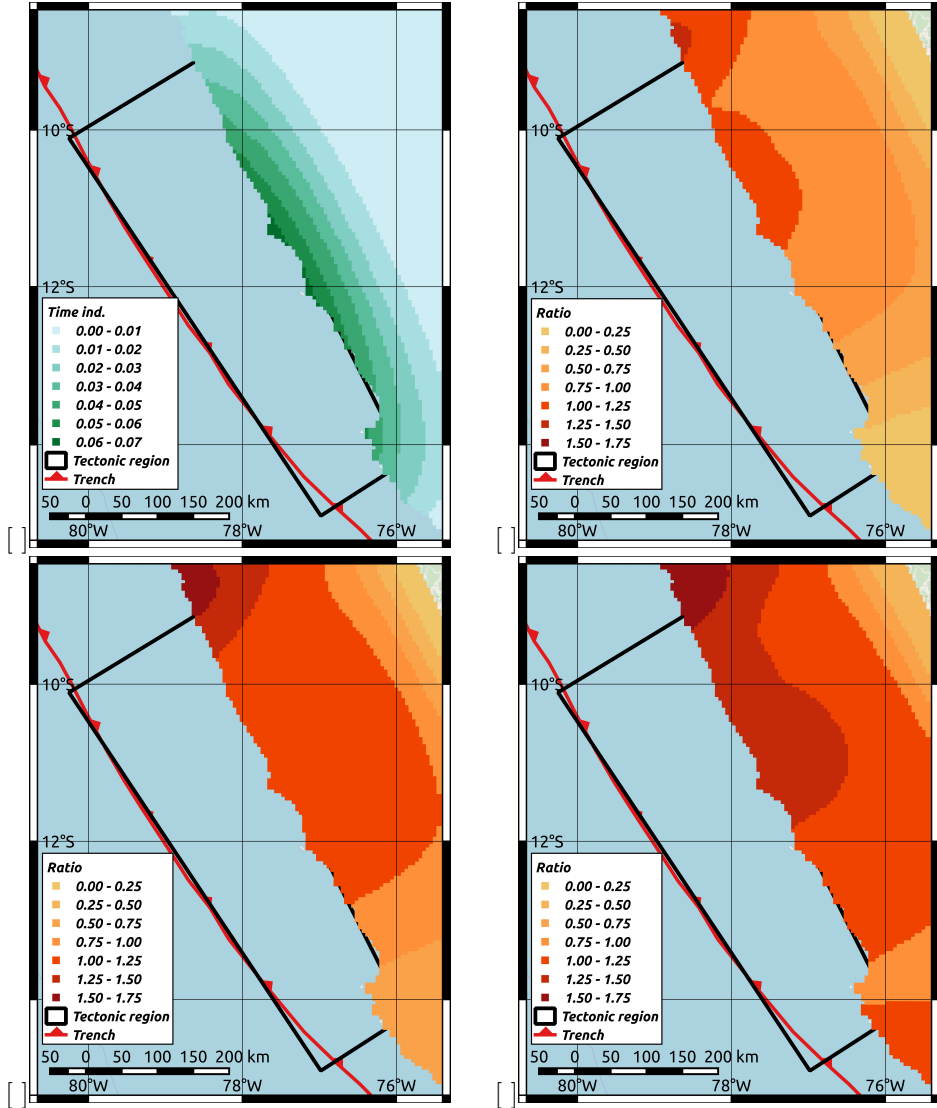 10°S
12°S
Time ind.
0.00 - 0.01
0.01 - 0.02
0.02 - 0.03
0.03 - 0.04
0.04 - 0.05
0.05 - 0.06
0.06 - 0.07
Tectonic region
Trench
50 0 50 100 150 200 km
80°W 78°W 76°W
[ ]
10°S
12°S
Ratio
0.00 - 0.25
0.25 - 0.50
0.50 - 0.75
0.75 - 1.00
1.00 - 1.25
1.25 - 1.50
1.50 - 1.75
Tectonic region
Trench
50 0 50 100 150 200 km
80°W 78°W 76°W
[ ]
10°S
12°S
Ratio
0.00 - 0.25
0.25 - 0.50
0.50 - 0.75
0.75 - 1.00
1.00 - 1.25
1.25 - 1.50
1.50 - 1.75
Tectonic region
Trench
50 0 50 100 150 200 km
80°W 78°W 76°W
[ ]
10°S
12°S
Ratio
0.00 - 0.25
0.25 - 0.50
0.50 - 0.75
0.75 - 1.00
1.00 - 1.25
1.25 - 1.50
1.50 - 1.75
Tectonic region
Trench
50 0 50 100 150 200 km
80°W 78°W 76°W
[ ]